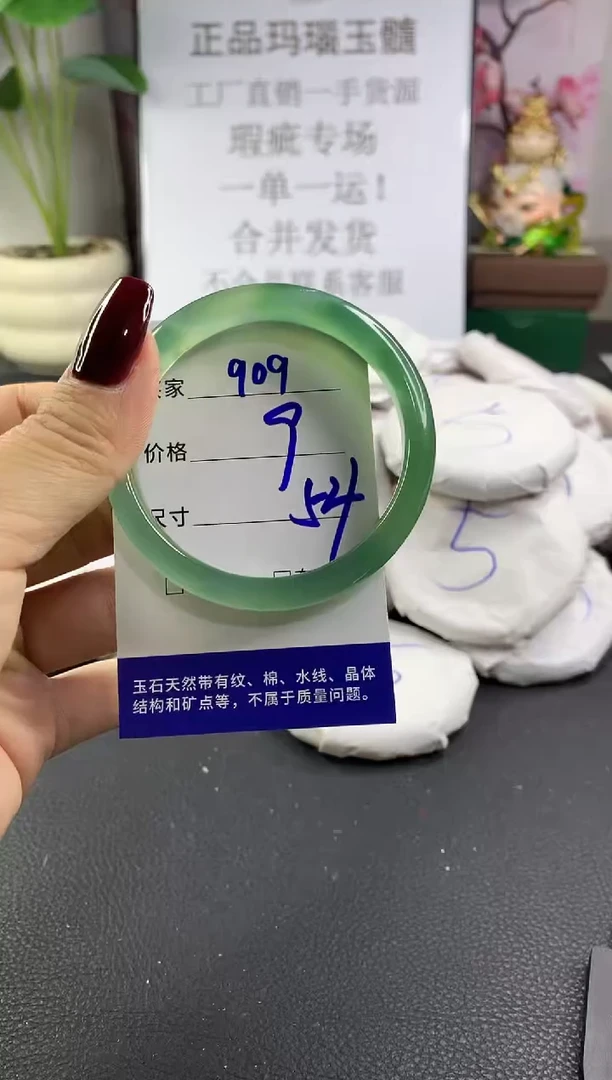 正品玛瑙玉髓
工厂直销一手货源
瑕疵专场
一单一运！
合并发货
家 909
价格 9
尺寸 54
玉石天然带有纹、棉、水线、晶体
结构和矿点等，不属于质量问题。
5
5